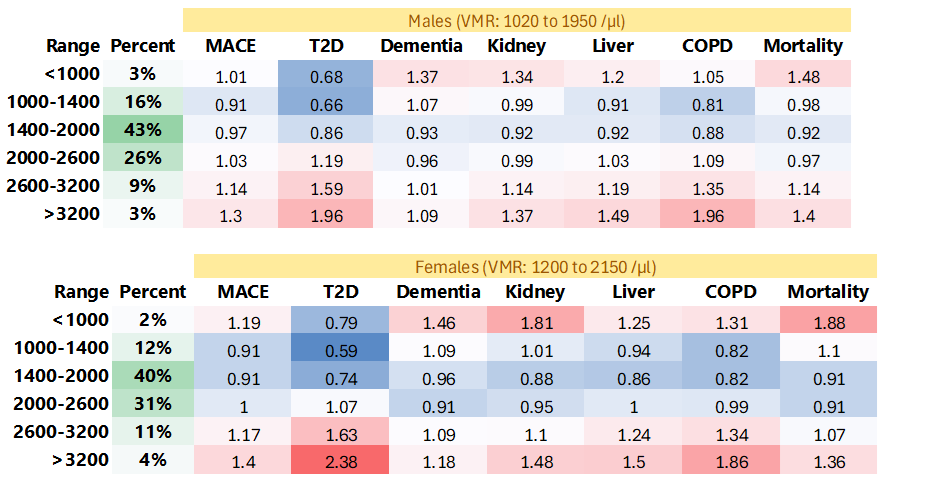 Males (VMR: 1020 to 1950 /µl)
Range Percent MACE T2D Dementia Kidney Liver COPD Mortality
<1000 3% 1.01 0.68 1.37 1.34 1.2 1.05 1.48
1000-1400 16% 0.91 0.66 1.07 0.99 0.91 0.81 0.98
1400-2000 43% 0.97 0.86 0.93 0.92 0.92 0.88 0.92
2000-2600 26% 1.03 1.19 0.96 0.99 1.03 1.09 0.97
2600-3200 9% 1.14 1.59 1.01 1.14 1.19 1.35 1.14
>3200 3% 1.3 1.96 1.09 1.37 1.49 1.96 1.4
Females (VMR: 1200 to 2150 /µl)
Range Percent MACE T2D Dementia Kidney Liver COPD Mortality
<1000 2% 1.19 0.79 1.46 1.81 1.25 1.31 1.88
1000-1400 12% 0.91 0.59 1.09 1.01 0.94 0.82 1.1
1400-2000 40% 0.91 0.74 0.96 0.88 0.86 0.82 0.91
2000-2600 31% 1 1.07 0.91 0.95 1 0.99 0.91
2600-3200 11% 1.17 1.63 1.09 1.1 1.24 1.34 1.07
>3200 4% 1.4 2.38 1.18 1.48 1.5 1.86 1.36